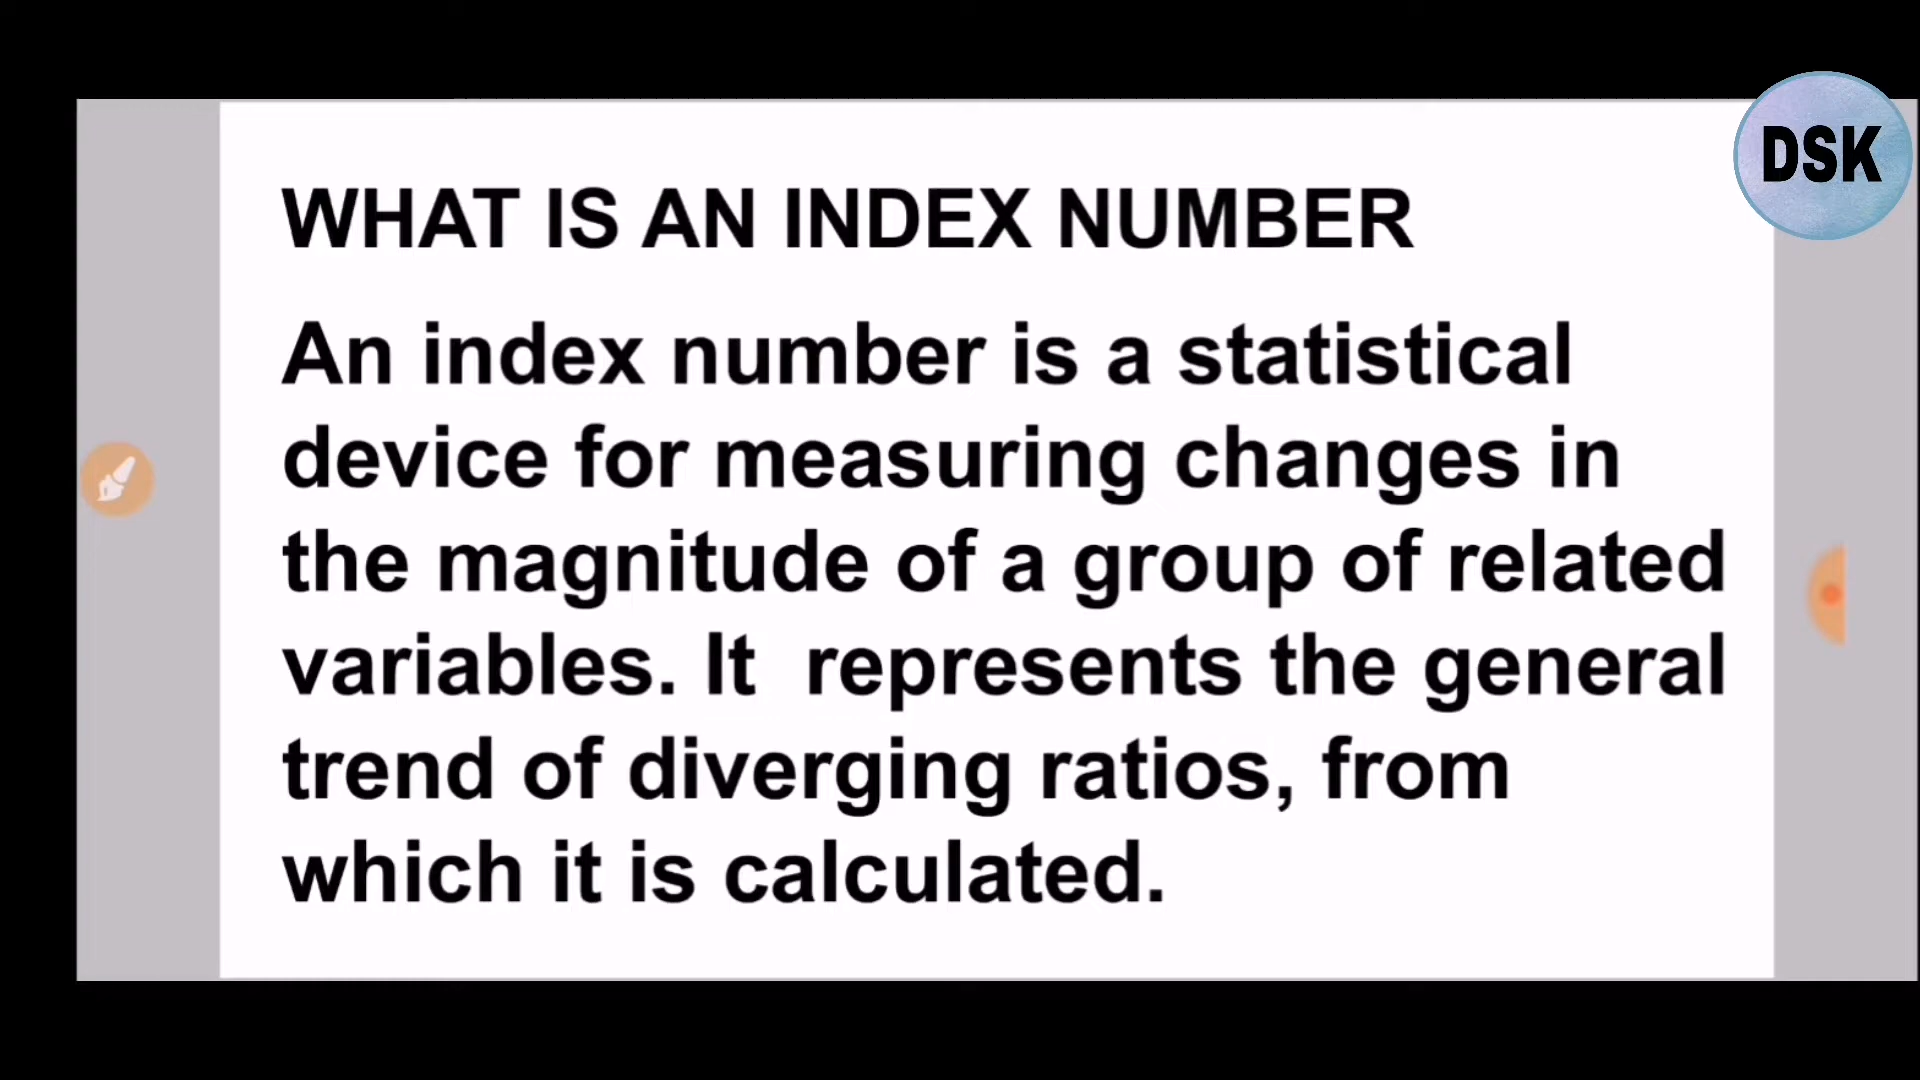 DSK
WHAT IS AN INDEX NUMBER
An index number is a statistical
device for measuring changes in
the magnitude of a group of related
variables. It  represents the general
trend of diverging ratios, from
which it is calculated.